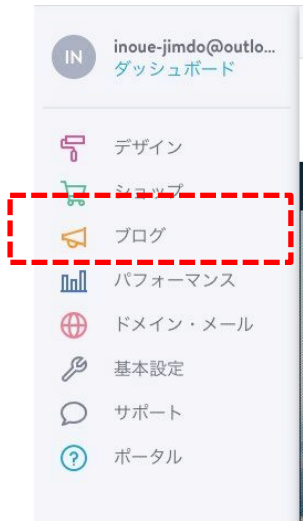 IN
inoue-jimdo@outlo...
ダッシュボード
デザイン
ショップ
ブログ
パフォーマンス
ドメイン・メール
基本設定
サポート
ポータル